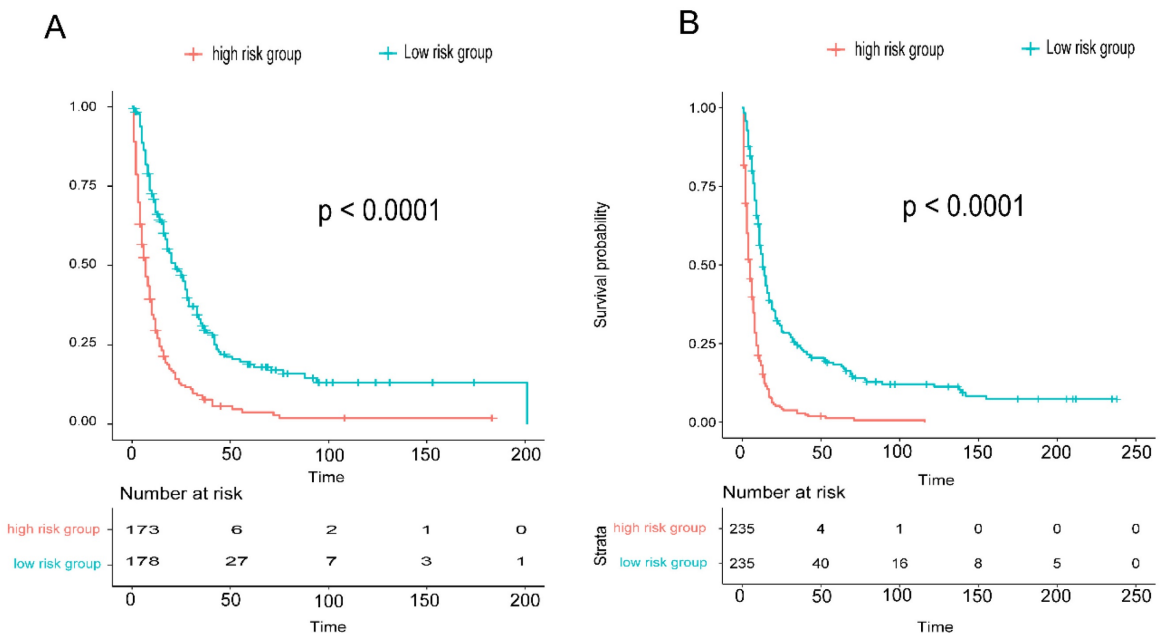 A
high risk group Low risk group
1.00
0.75
0.50
0.25
0.00
p < 0.0001
0 50 100 150 200
Time
Number at risk
high risk group 173 6 2 1 0
low risk group 178 27 7 3 1
0 50 100 150 200
Time
B
high risk group Low risk group
Survival probability
1.00
0.75
0.50
0.25
0.00
p < 0.0001
0 50 100 150 200 250
Time
Number at risk
Strata
high risk group 235 4 1 0 0 0
low risk group 235 40 16 8 5 0
0 50 100 150 200 250
Time